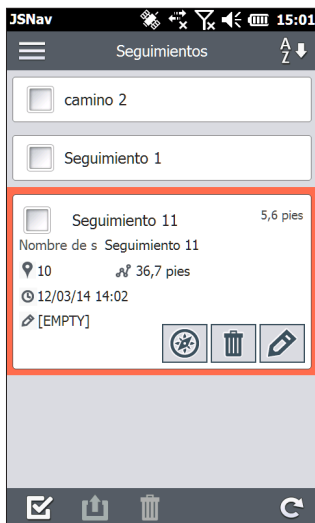 JSNav 15:01
Seguimientos
camino 2
Seguimiento 1
Seguimiento 11 5,6 pies
Nombre de s Seguimiento 11
10 36,7 pies
12/03/14 14:02
[EMPTY]